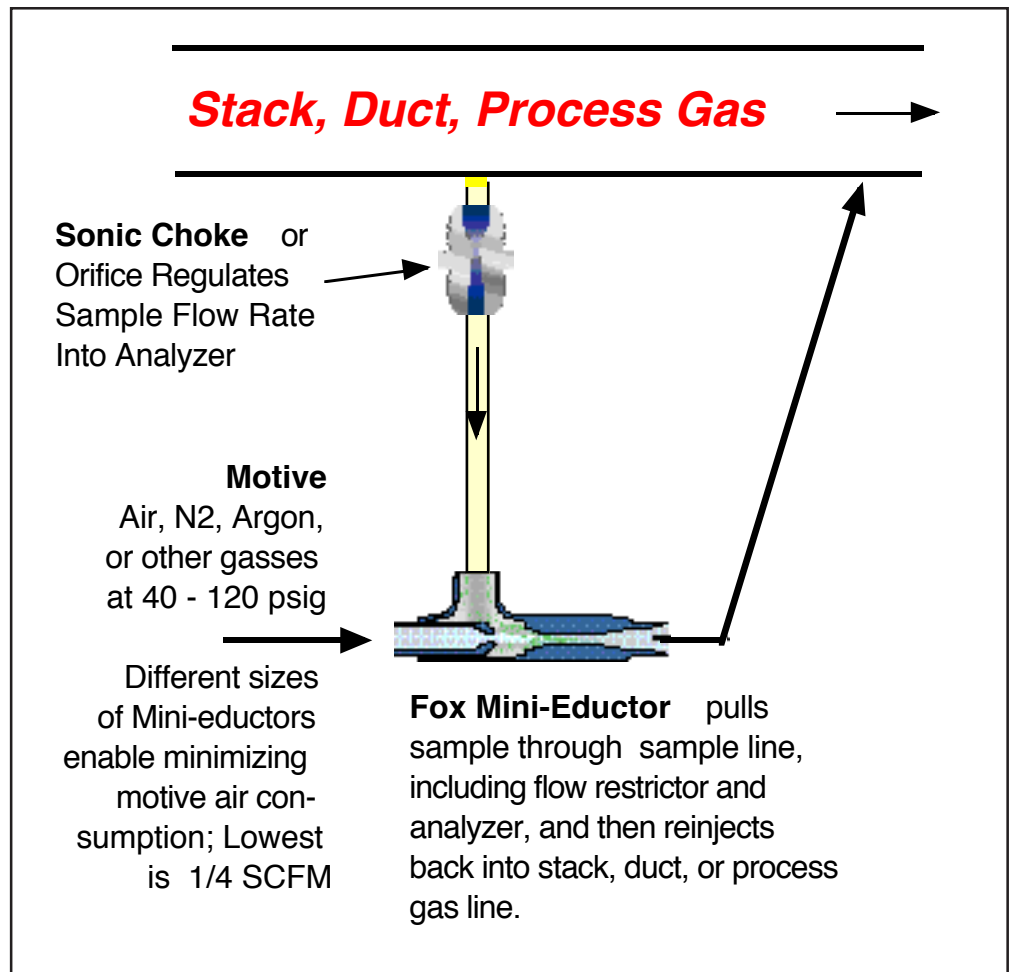 Stack, Duct, Process Gas
Sonic Choke or
Orifice Regulates
Sample Flow Rate
Into Analyzer
Motive
Air, N2, Argon,
or other gasses
at 40 - 120 psig
Different sizes
of Mini-eductors
enable minimizing
motive air con-
sumption; Lowest
is 1/4 SCFM
Fox Mini-Eductor pulls
sample through sample line,
including flow restrictor and
analyzer, and then reinjects
back into stack, duct, or process
gas line.